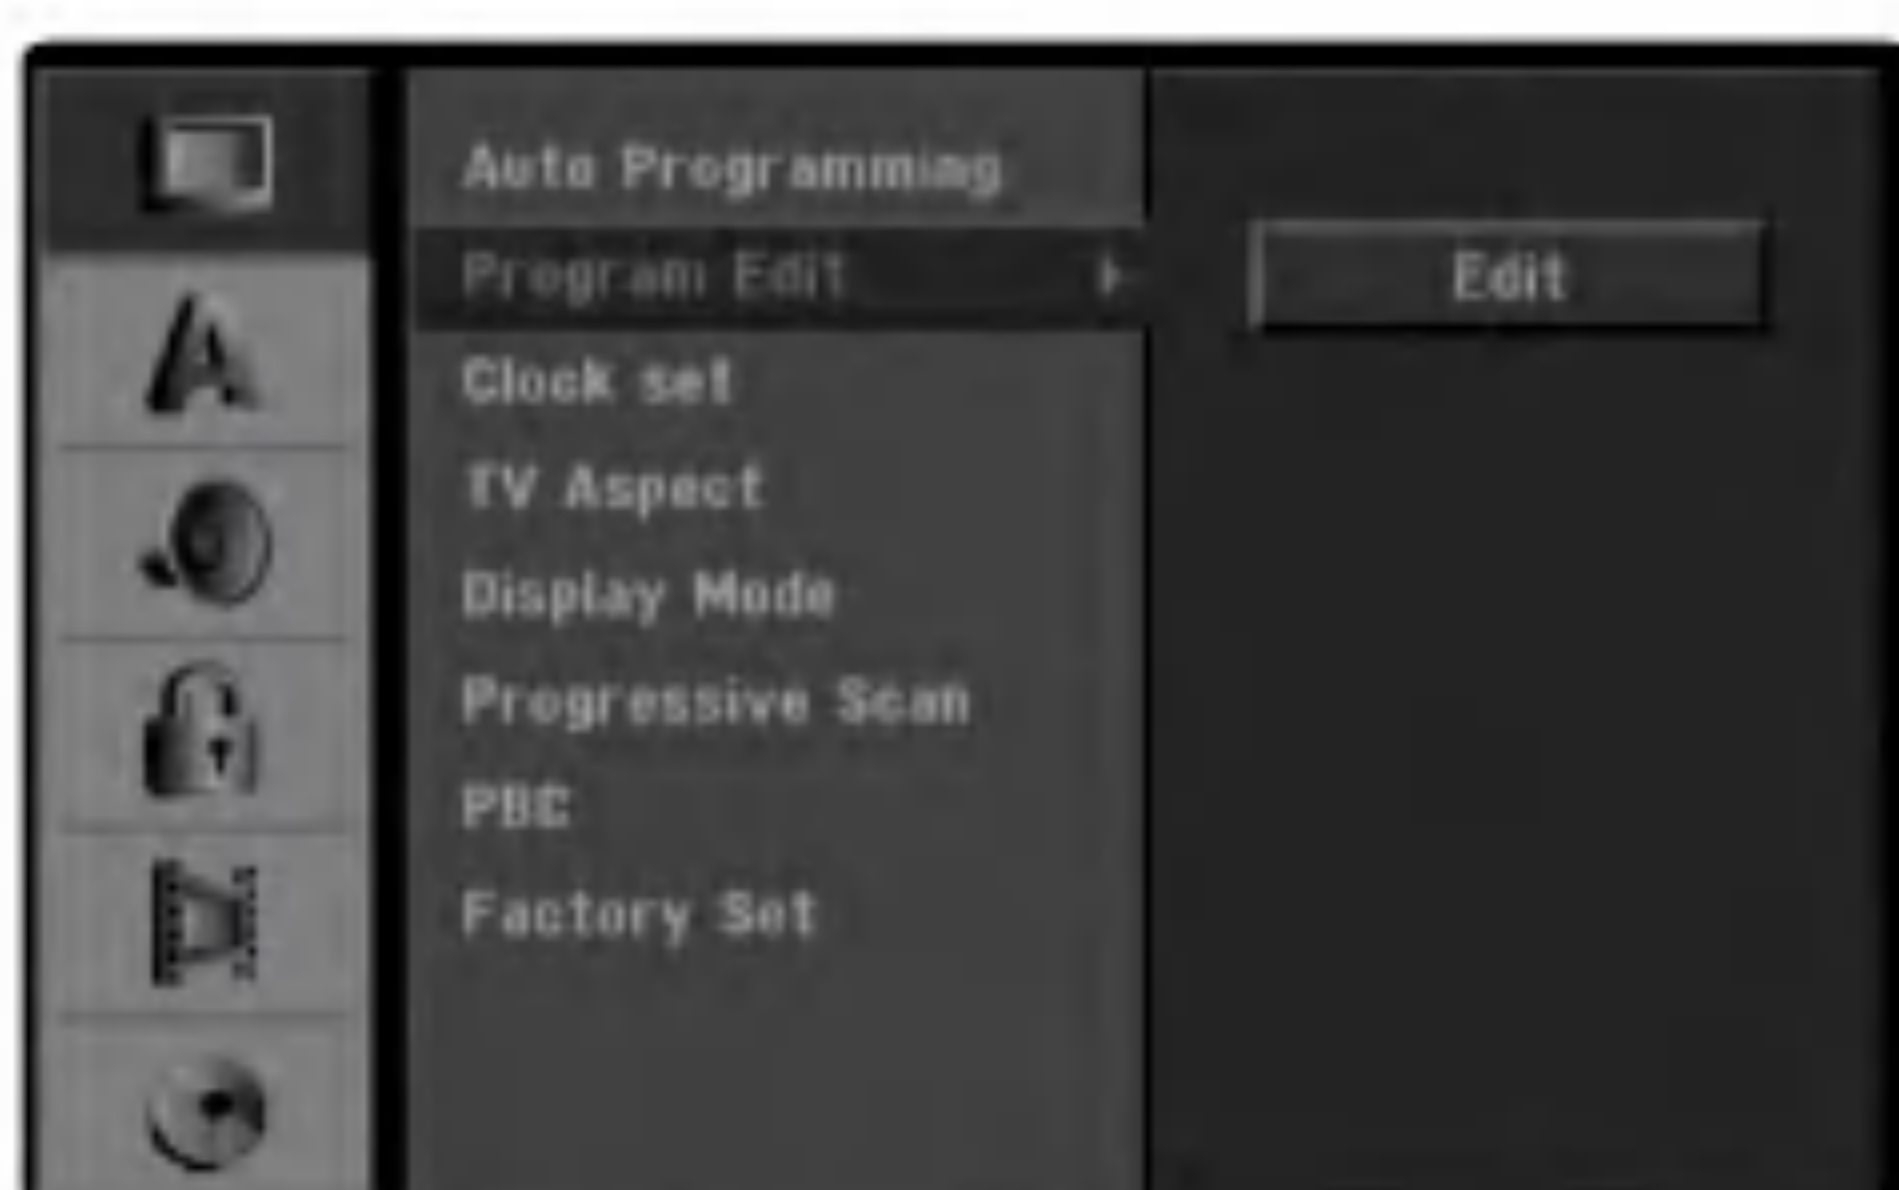 Auto Programming
Program Edit
Edit
Clock set
TV Aspect
Display Mode
Progressive Scan
PBC
Factory Set